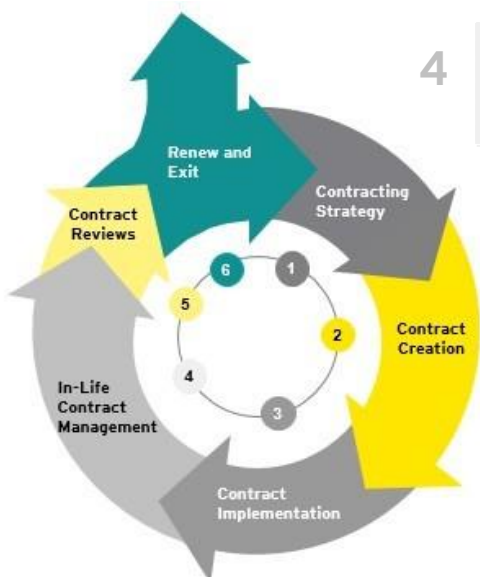 4
Renew and
Exit
Contracting
Strategy
Contract
Reviews
6
1
5
2
Contract
Creation
4
In-Life
Contract
Management
3
Contract
Implementation